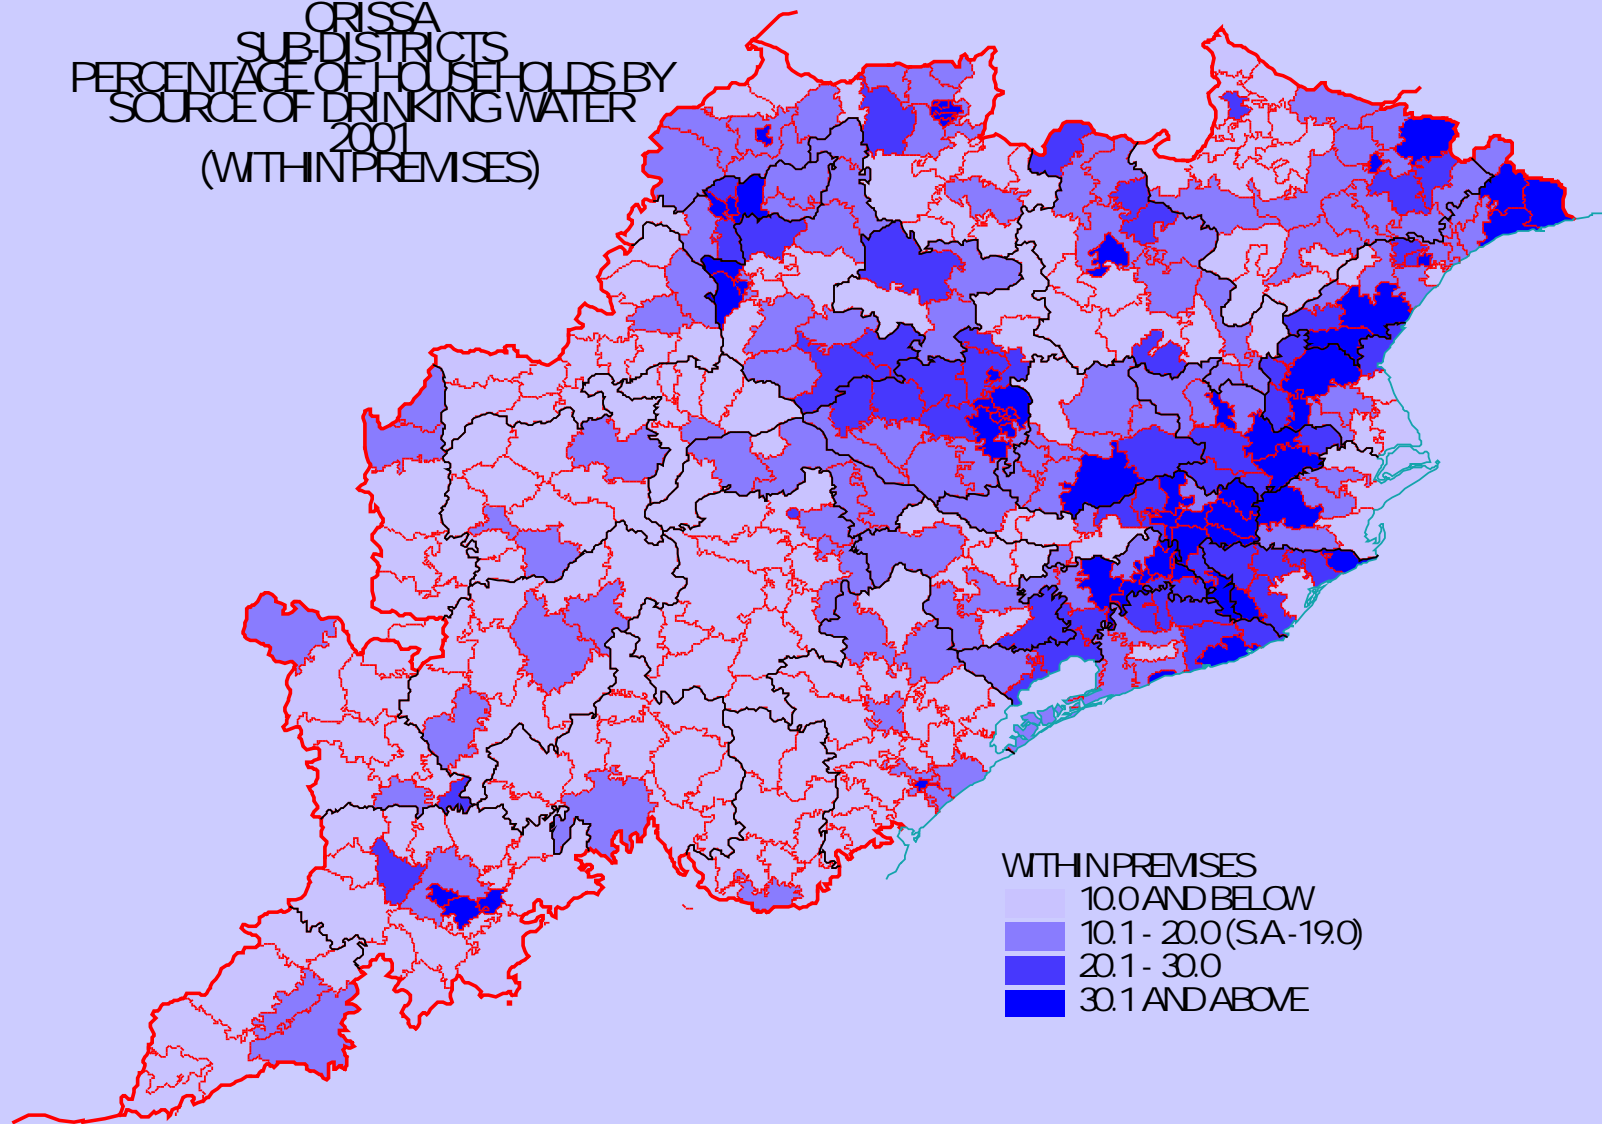 ORISSA
SUB-DISTRICTS
PERCENTAGE OF HOUSEHOLDS BY
SOURCE OF DRINKING WATER
2001
(WITHIN PREMISES)
WITHIN PREMISES
10.0 AND BELOW
10.1 - 20.0 (S.A.-19.0)
20.1 - 30.0
30.1 AND ABOVE